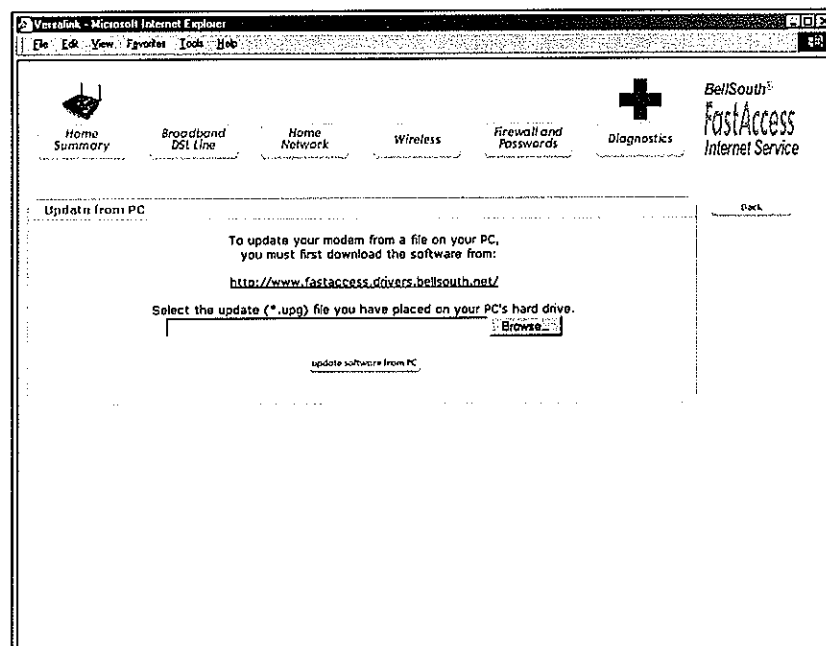 Versalink - Microsoft Internet Explorer
File Edit View Favorites Tools Help
Home Summary
Broadband DSL Line
Home Network
Wireless
Firewall and Passwords
Diagnostics
BellSouth®
FastAccess
Internet Service
Update from PC
Back
To update your modem from a file on your PC,
you must first download the software from:
http://www.fastaccess.drivers.bellsouth.net/
Select the update (*.upg) file you have placed on your PC's hard drive.
Browse...
update software from PC